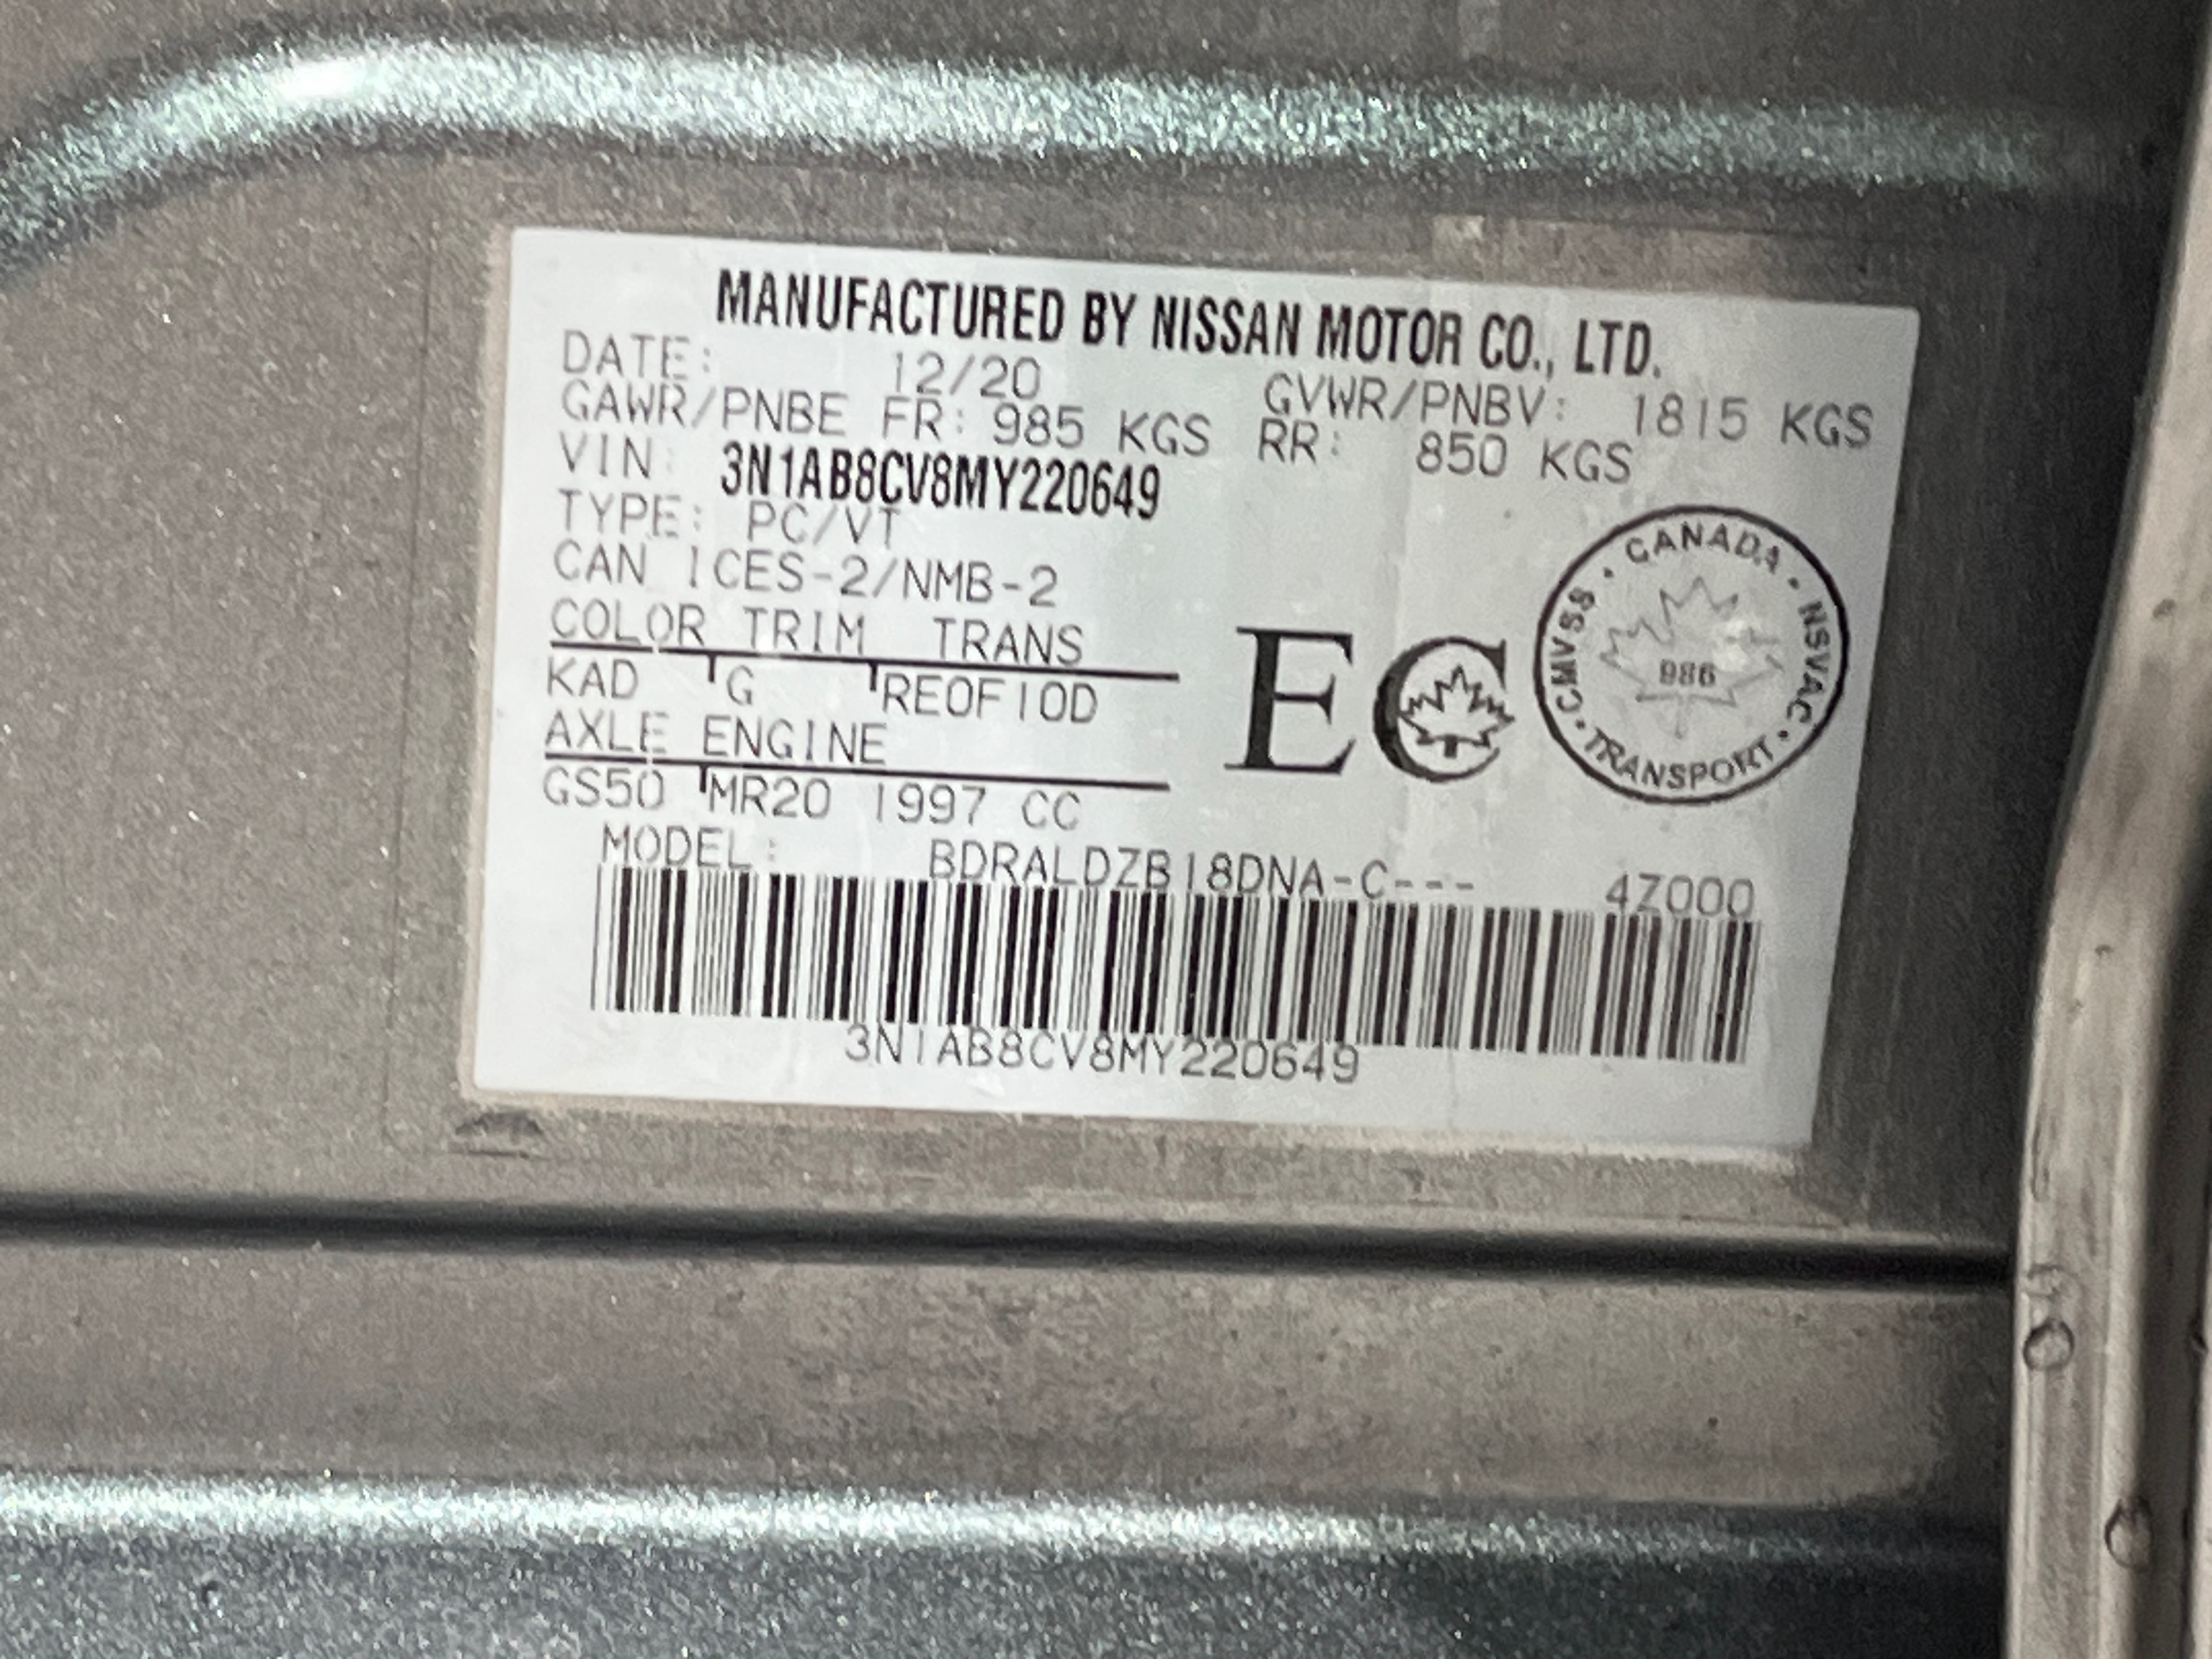 MANUFACTURED BY NISSAN MOTOR CO., LTD.
DATE: 12/20 GVWR/PNBV: 1815 KGS
GAWR/PNBE FR: 985 KGS RR: 850 KGS
VIN: 3N1AB8CV8MY220649
TYPE: PC/VT
CAN ICES-2/NMB-2
COLOR TRIM TRANS
KAD G RE0F10D
AXLE ENGINE
GS50 MR20 1997 CC
EC
CANADA · NSVAC · TRANSPORT · CMVSS ·
986
MODEL: BDRALDZB18DNA-C--- 4Z000
3N1AB8CV8MY220649